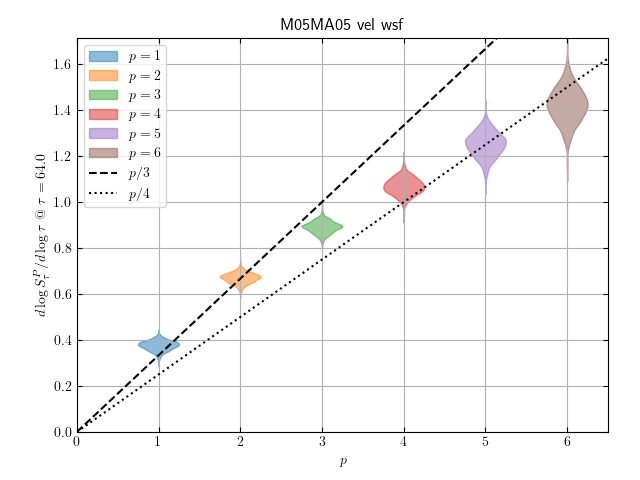 M05MA05 vel wsf
d log S_τ^P / d log τ @ τ = 64.0
1.6
1.4
1.2
1.0
0.8
0.6
0.4
0.2
0.0
p = 1
p = 2
p = 3
p = 4
p = 5
p = 6
p/3
p/4
0 1 2 3 4 5 6
p